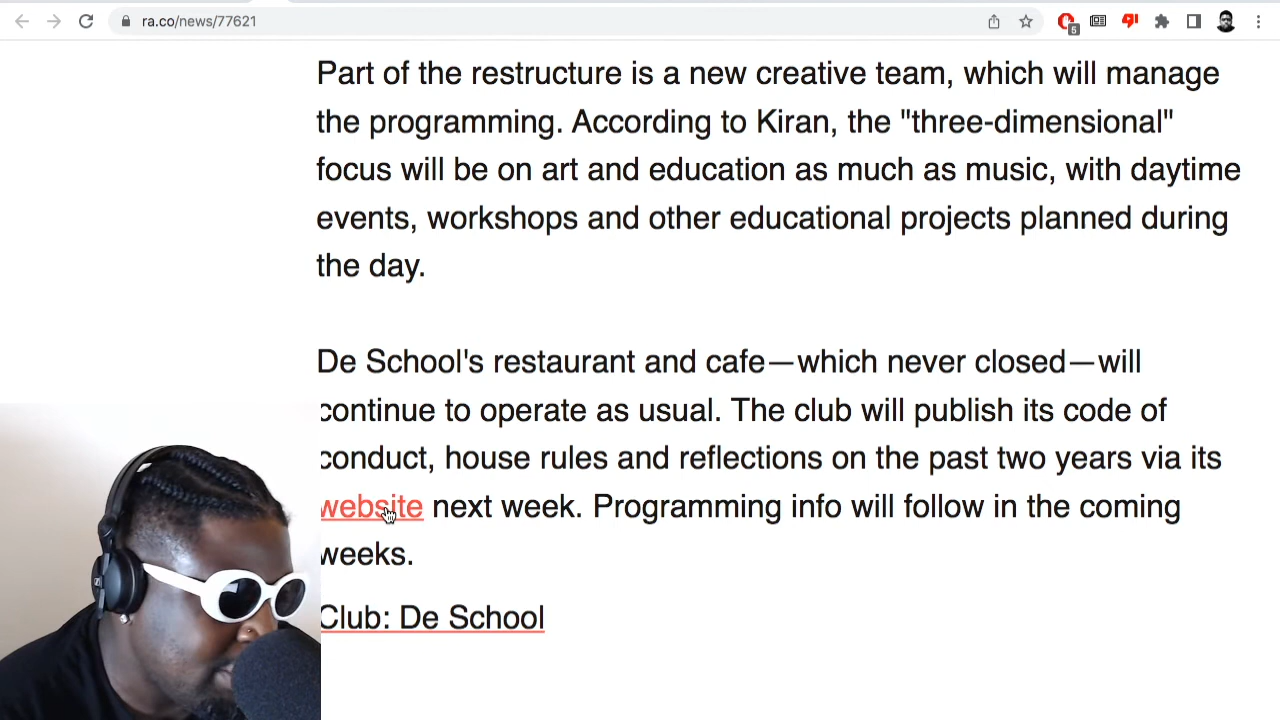 ra.co/news/77621
5
Part of the restructure is a new creative team, which will manage
the programming. According to Kiran, the "three-dimensional"
focus will be on art and education as much as music, with daytime
events, workshops and other educational projects planned during
the day.
De School's restaurant and cafe—which never closed—will
continue to operate as usual. The club will publish its code of
conduct, house rules and reflections on the past two years via its
website next week. Programming info will follow in the coming
weeks.
Club: De School